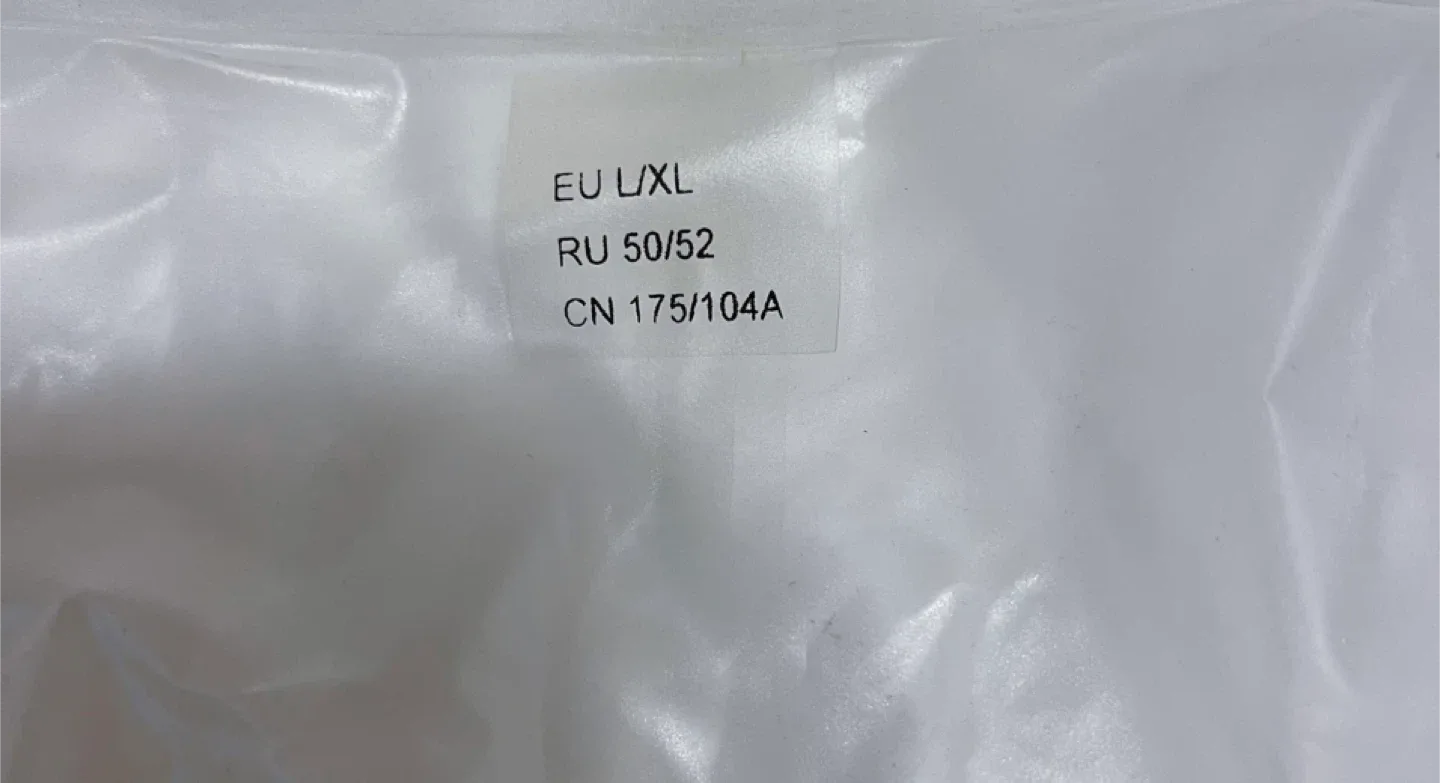 EU L/XL
RU 50/52
CN 175/104A